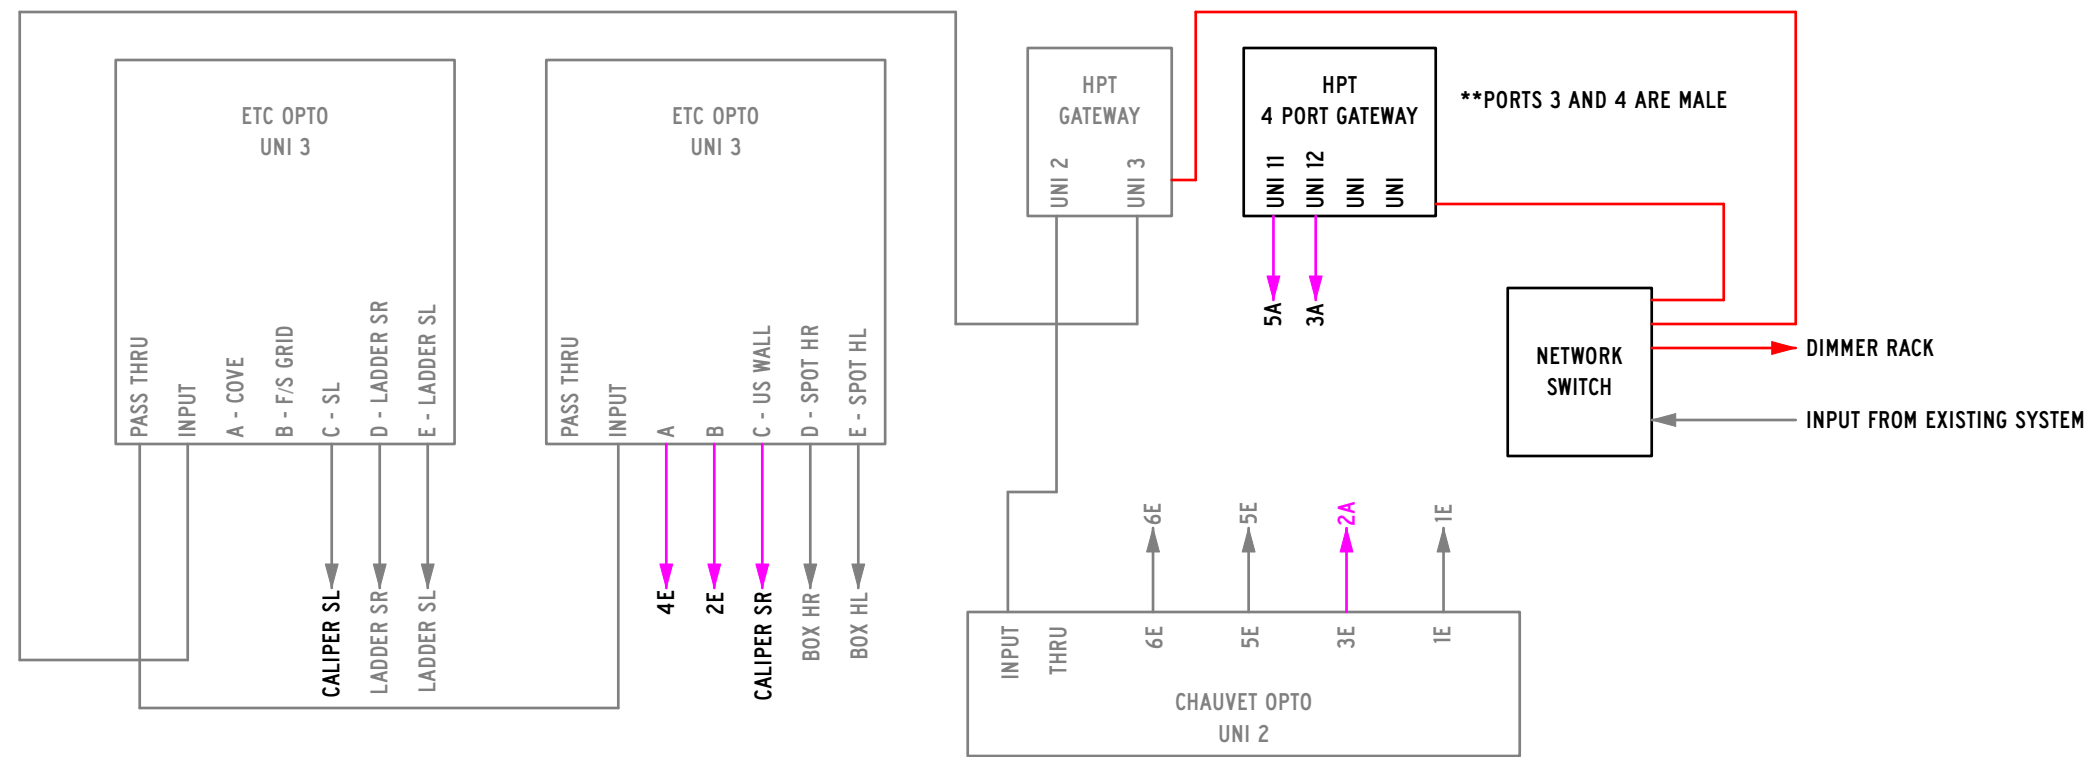 ETC OPTO
UNI 3
PASS THRU
INPUT
A - COVE
B - F/S GRID
C - SL
D - LADDER SR
E - LADDER SL
CALIPER SL
LADDER SR
LADDER SL
ETC OPTO
UNI 3
PASS THRU
INPUT
A
B
C - US WALL
D - SPOT HR
E - SPOT HL
4E
2E
CALIPER SR
BOX HR
BOX HL
HPT
GATEWAY
UNI 2
UNI 3
HPT
4 PORT GATEWAY
UNI 11
UNI 12
UNI
UNI
5A
3A
**PORTS 3 AND 4 ARE MALE
NETWORK
SWITCH
DIMMER RACK
INPUT FROM EXISTING SYSTEM
6E
5E
2A
1E
INPUT
THRU
6E
5E
3E
1E
CHAUVET OPTO
UNI 2